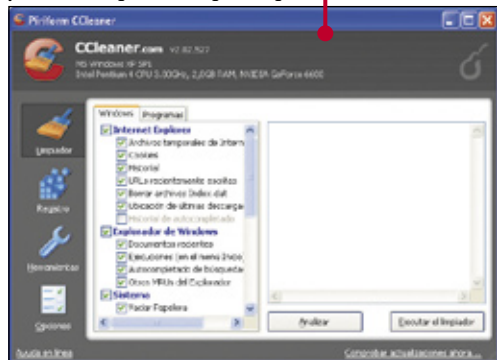 Piriform CCleaner
CCleaner.com v2.02.527
MS Windows XP SP1
Intel Pentium 4 CPU 3.00GHz, 2,0GB RAM, NVIDIA GeForce 6600
Limpiador
Registro
Herramientas
Opciones
Windows
Programas
Internet Explorer
Archivos temporales de Intern
Cookies
Historial
URLs recientemente escritas
Borrar archivos Index.dat
Ubicación de últimas descarga
Historial de autocompletado
Explorador de Windows
Documentos recientes
Ejecuciones (en el menú Inicio)
Autocompletado de búsqueda
Otros MRUs del Explorador
Sistema
Vaciar Papelera
Analizar
Ejecutar el limpiador
Ayuda en línea
Comprobar actualizaciones ahora...